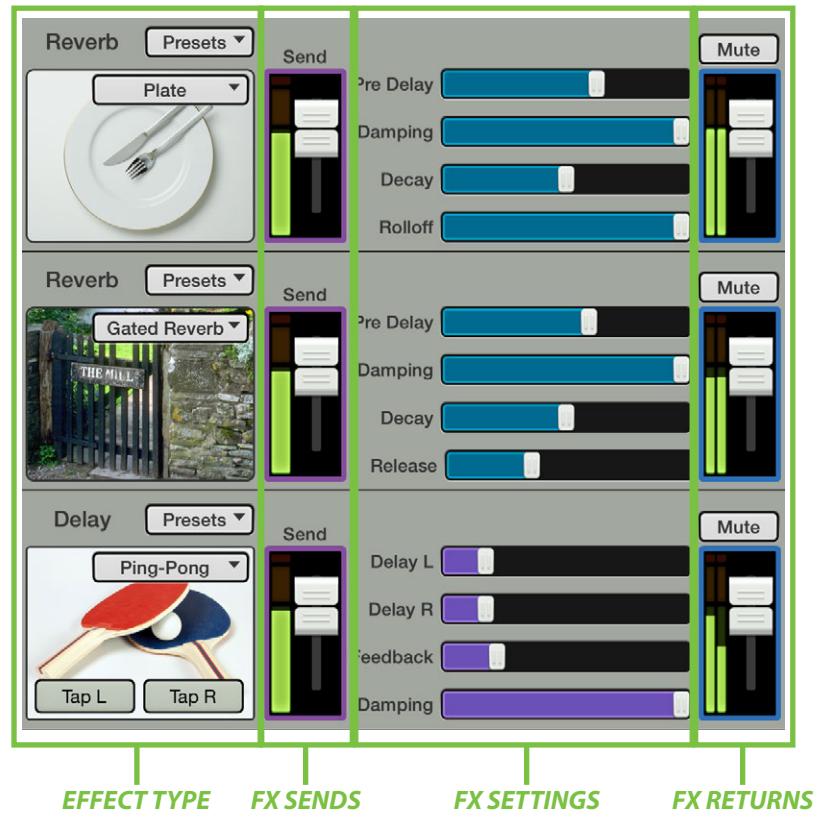 Reverb Presets
Send
Mute
Plate
Pre Delay
Damping
Decay
Rolloff
Reverb Presets
Send
Mute
Gated Reverb
THE MILL
Pre Delay
Damping
Decay
Release
Delay Presets
Send
Mute
Ping-Pong
Delay L
Delay R
Feedback
Damping
Tap L Tap R
EFFECT TYPE FX SENDS FX SETTINGS FX RETURNS